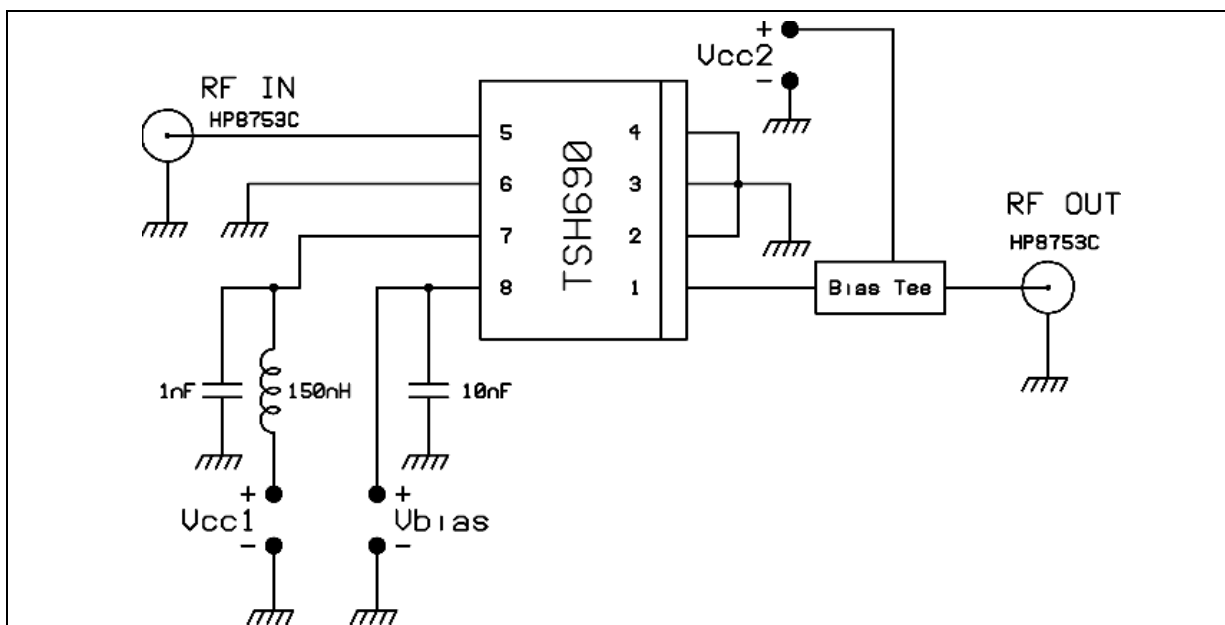 +
Vcc2
-
RF IN
HP8753C
5
6
7
8
TSH690
4
3
2
1
RF OUT
HP8753C
Bias Tee
1nF
150nH
10nF
+
Vcc1
-
+
Vbias
-